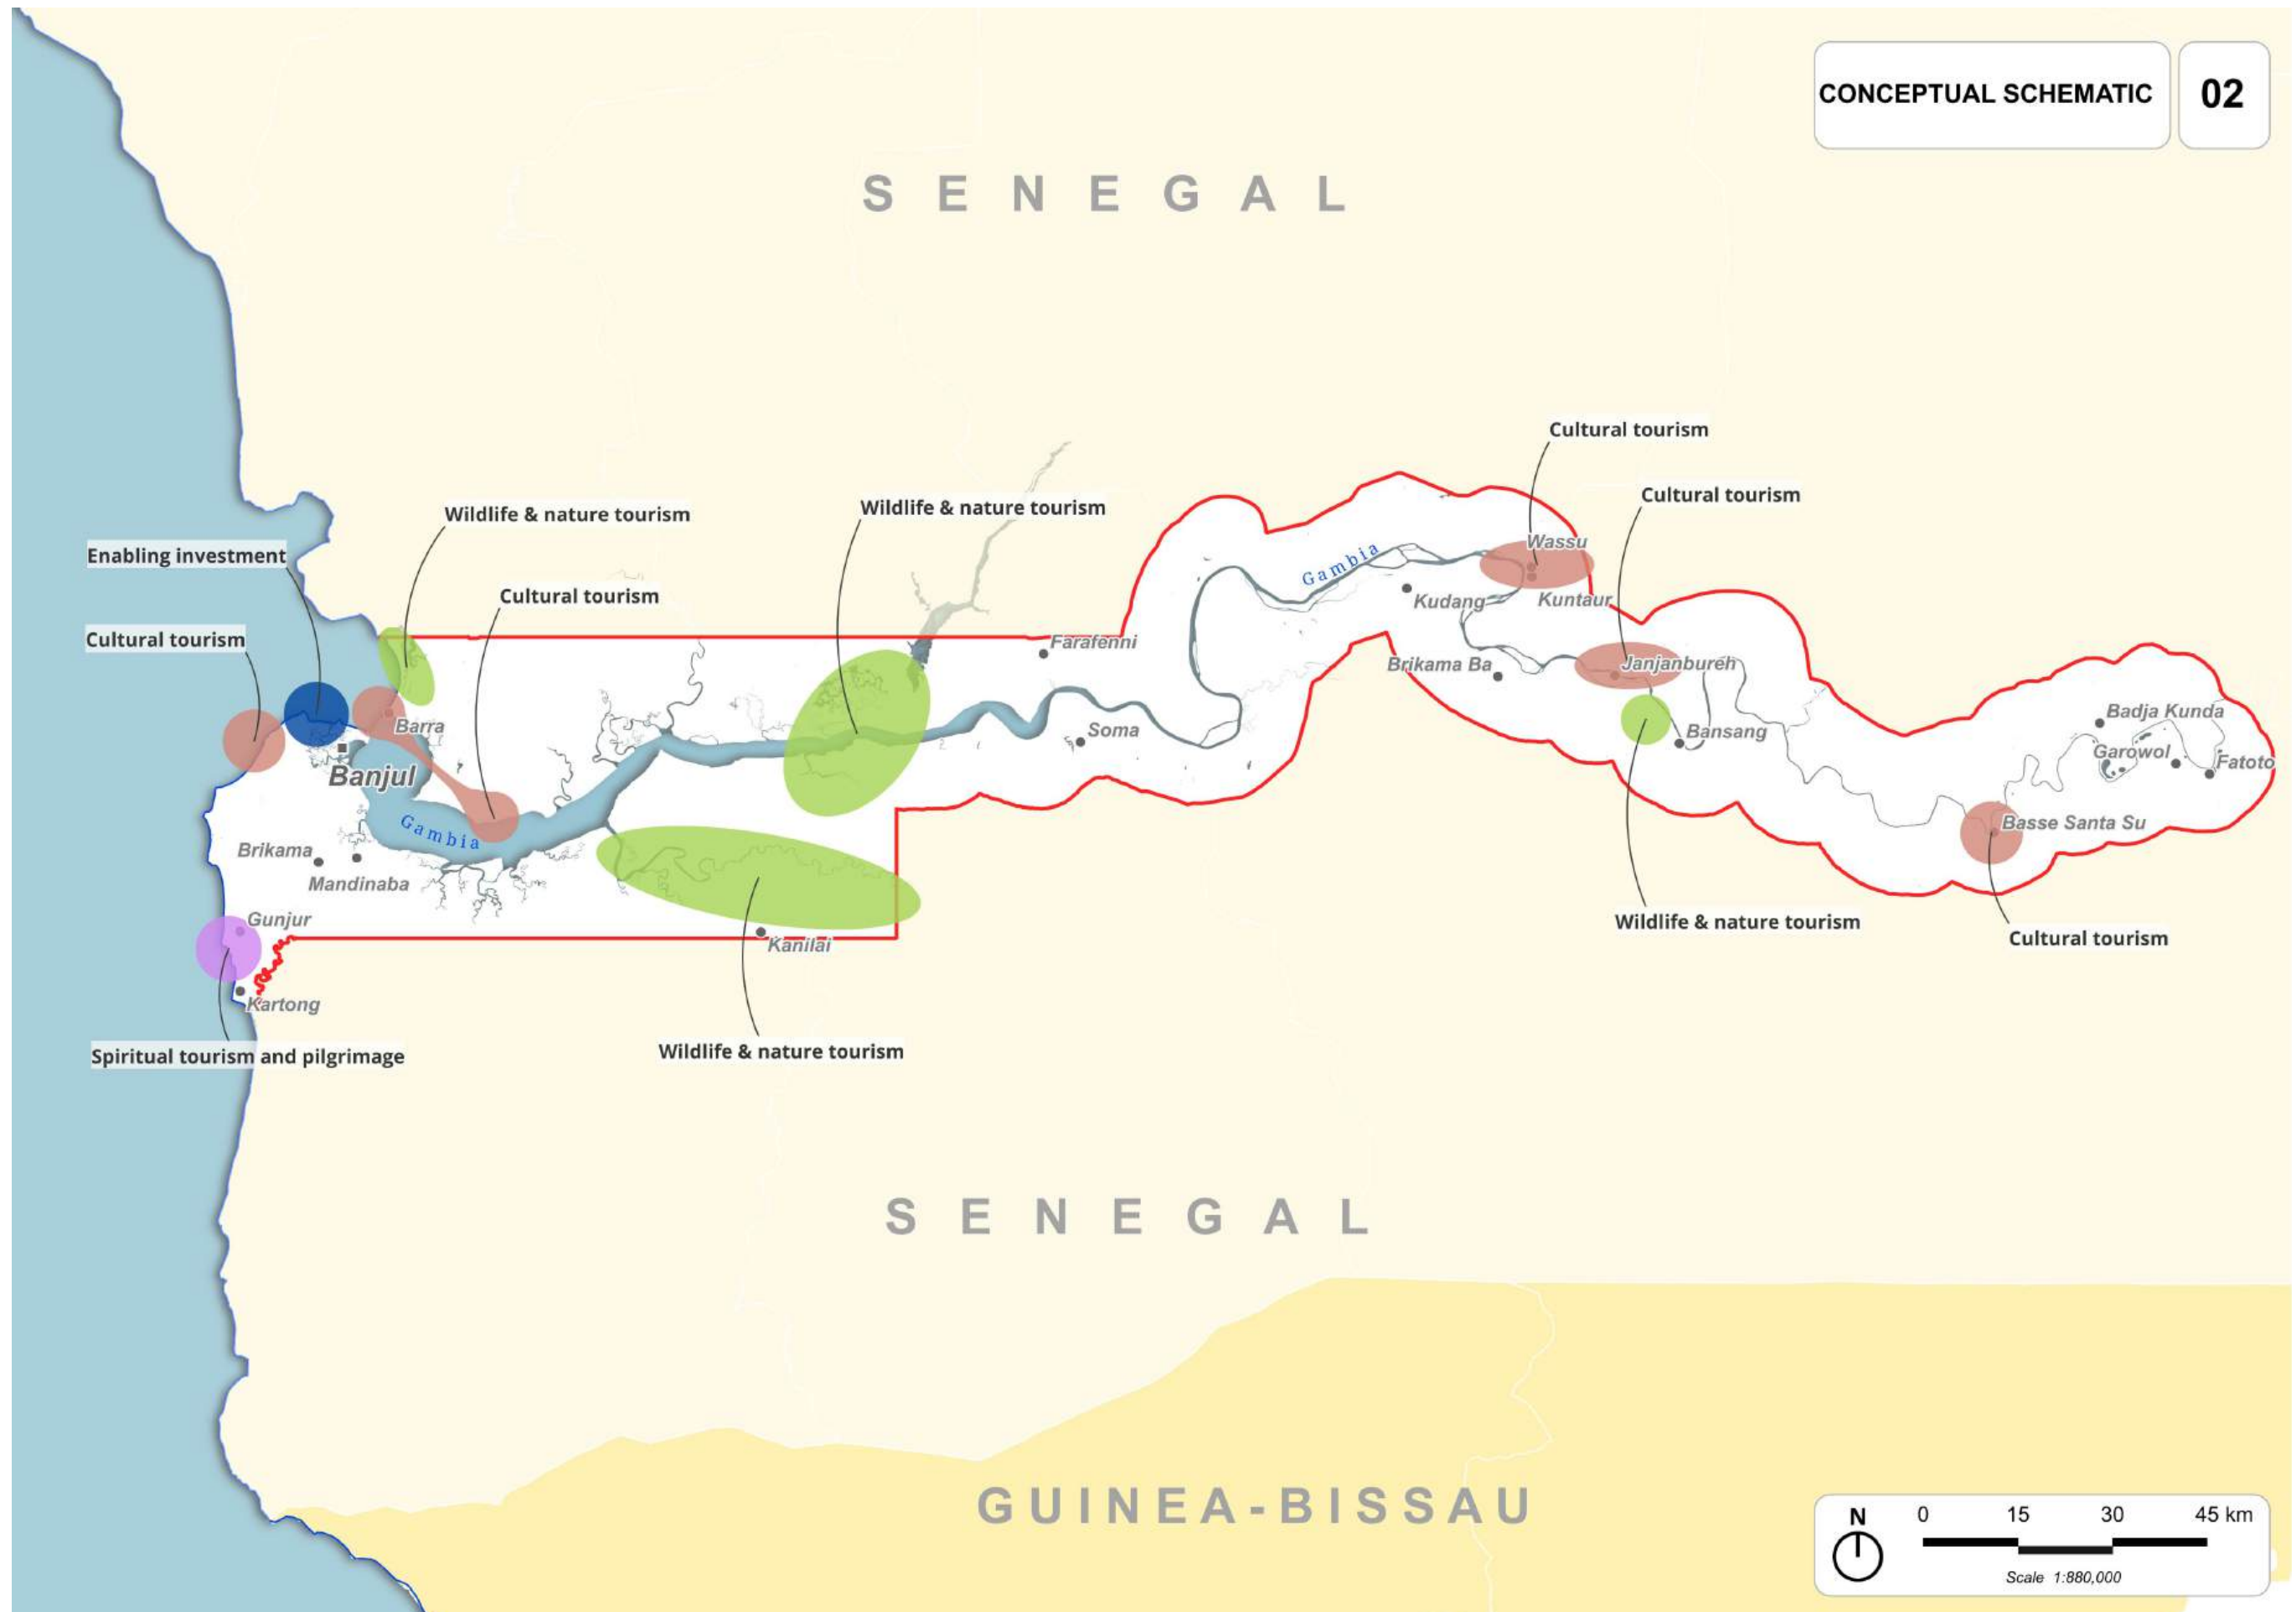 CONCEPTUAL SCHEMATIC
02
SENEGAL
Cultural tourism
Cultural tourism
Wildlife & nature tourism
Wildlife & nature tourism
Enabling investment
Cultural tourism
Cultural tourism
Wassu
Gambia
Kudang
Kuntaur
Farafenni
Brikama Ba
Janjanbureh
Barra
Soma
Bansang
Badja Kunda
Garowol
Fatoto
Banjul
Gambia
Basse Santa Su
Brikama
Mandinaba
Gunjur
Kanilai
Wildlife & nature tourism
Cultural tourism
Kartong
Spiritual tourism and pilgrimage
Wildlife & nature tourism
SENEGAL
GUINEA-BISSAU
N
0 15 30 45 km
Scale 1:880,000